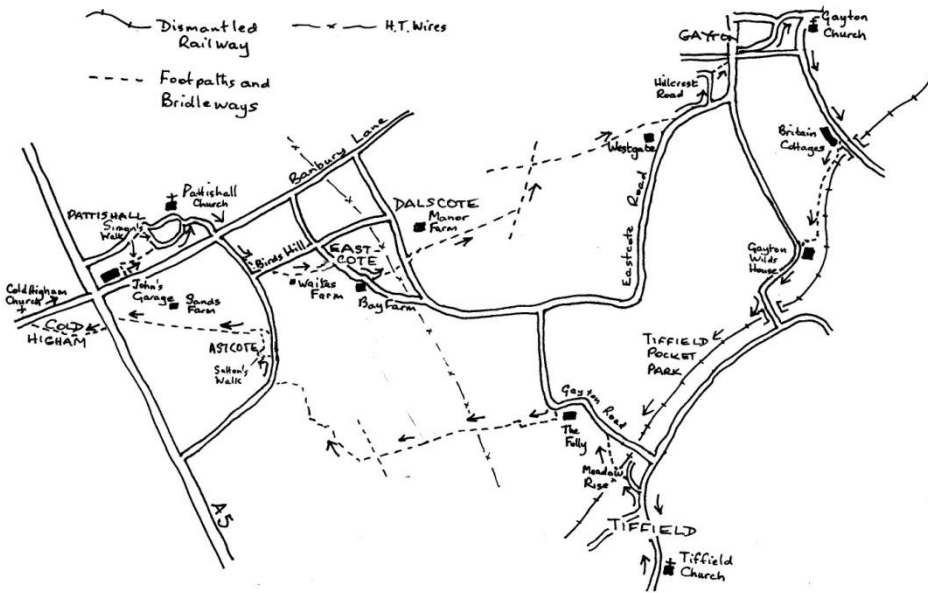 Dismantled
Railway
H.T. Wires
Footpaths and
Bridleways
GAYTON
Gayton
Church
Hillcrest
Road
Britain
Cottages
Westgate
Banbury Lane
Pattishall
Church
PATTISHALL
Simon's
Walk
DALSCOTE
Manor
Farm
Eastcote Road
Gayton
Wilds
House
Birds Hill
EAST-
COTE
Waites
Farm
Bay Farm
Cold Higham
Church
John's
Garage
Sands
Farm
COLD
HIGHAM
ASTCOTE
Sutton's
Walk
TIFFIELD
POCKET
PARK
Gayton Road
The
Folly
Meadow
Rise
A5
TIFFIELD
Tiffield
Church